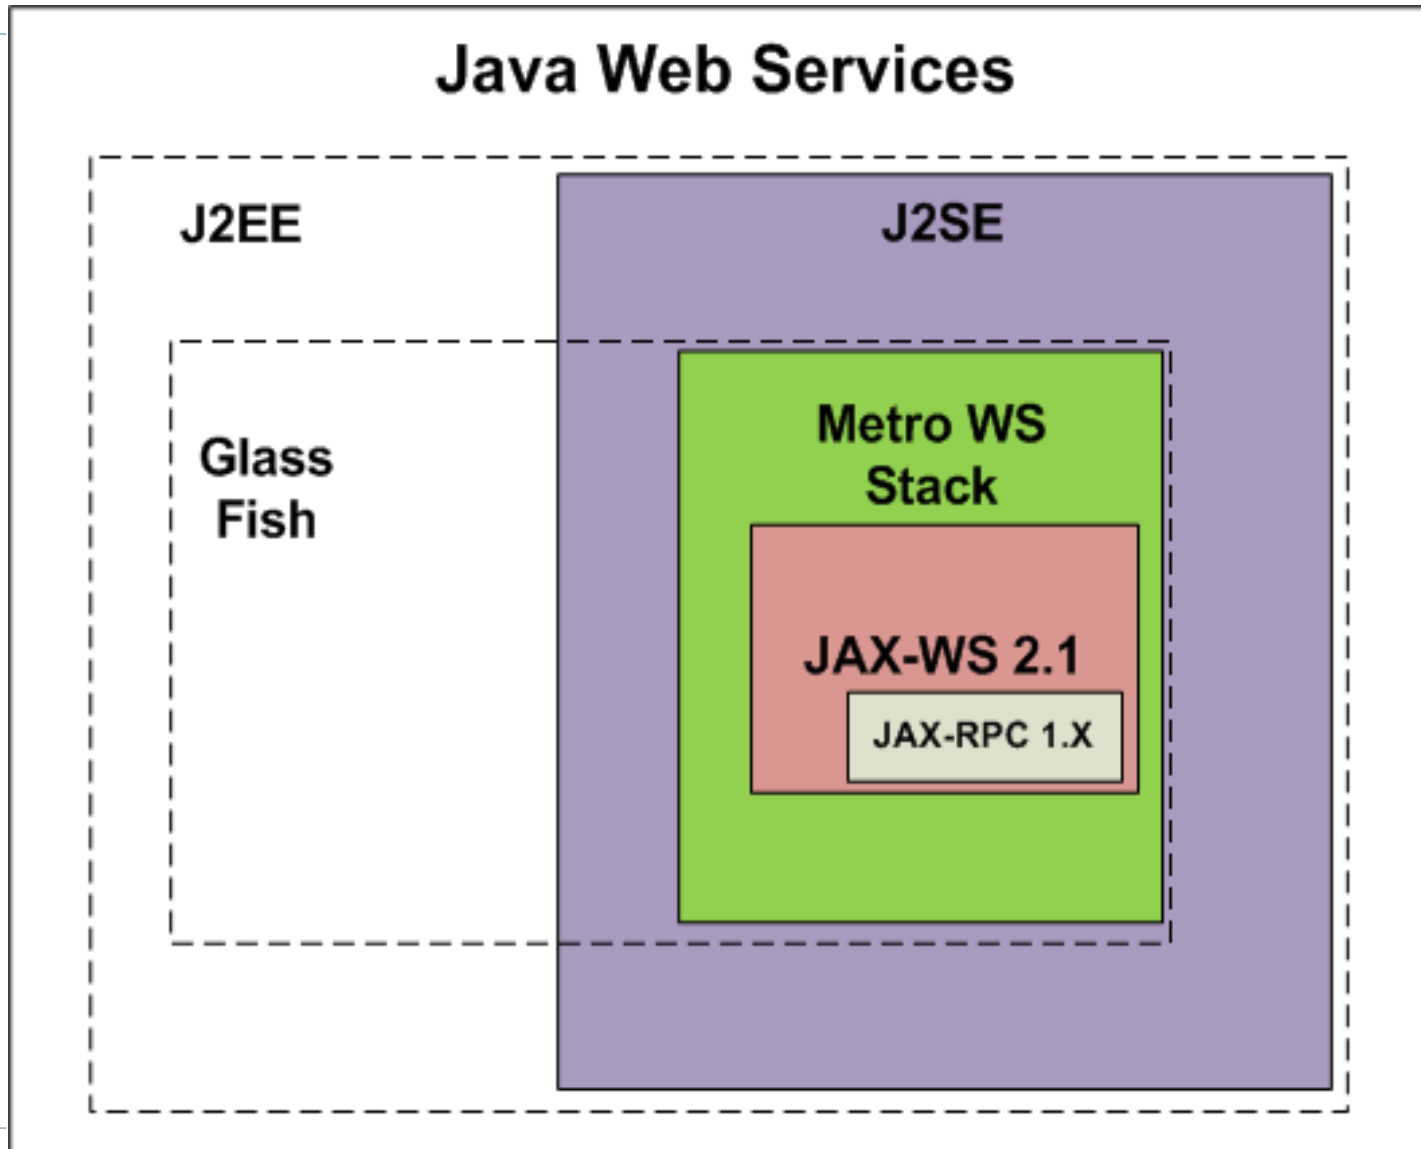 Java Web Services
J2EE
J2SE
Glass
Fish
Metro WS
Stack
JAX-WS 2.1
JAX-RPC 1.X